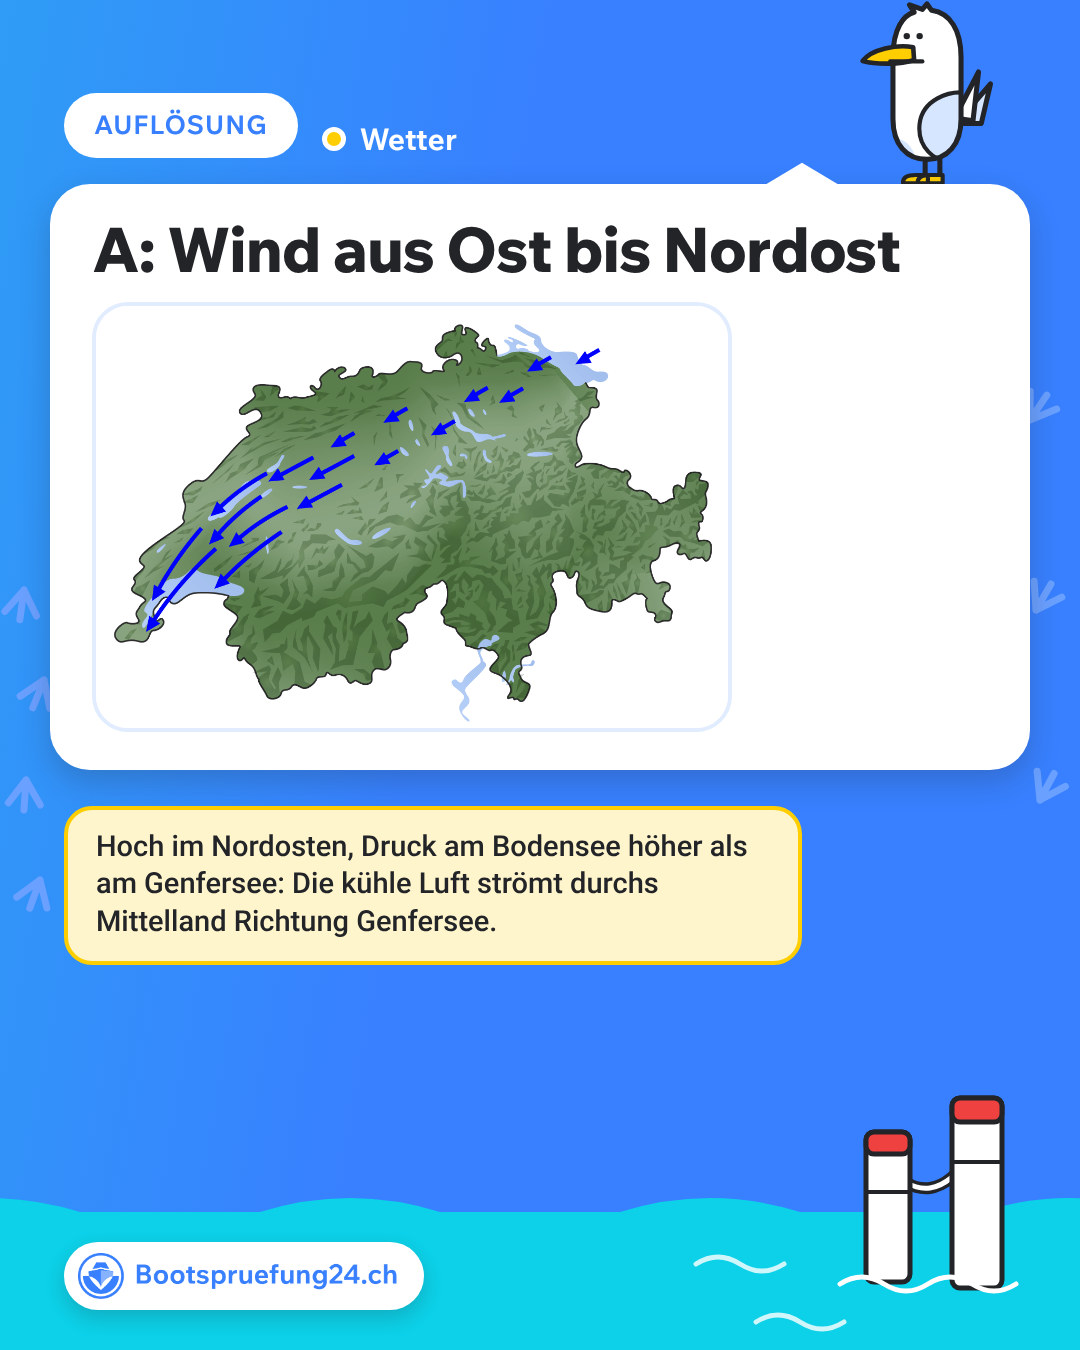 AUFLÖSUNG
Wetter
A: Wind aus Ost bis Nordost
Hoch im Nordosten, Druck am Bodensee höher als
am Genfersee: Die kühle Luft strömt durchs
Mittelland Richtung Genfersee.
Bootspruefung24.ch